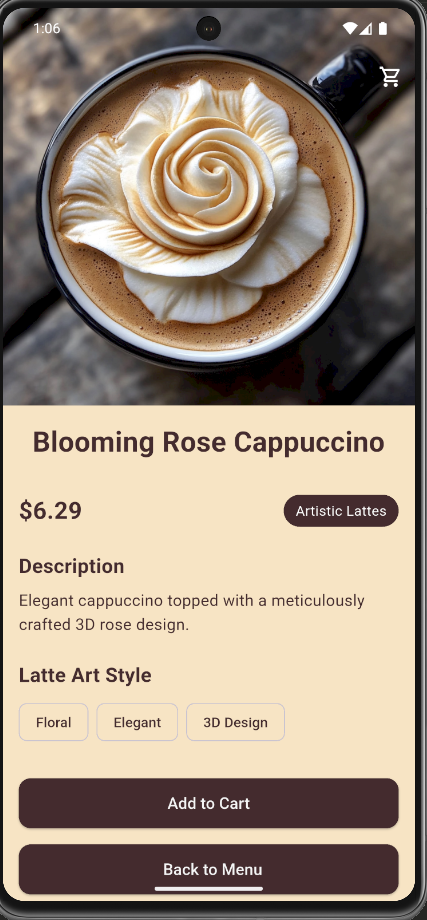 1:06
Blooming Rose Cappuccino
$6.29
Artistic Lattes
Description
Elegant cappuccino topped with a meticulously
crafted 3D rose design.
Latte Art Style
Floral
Elegant
3D Design
Add to Cart
Back to Menu